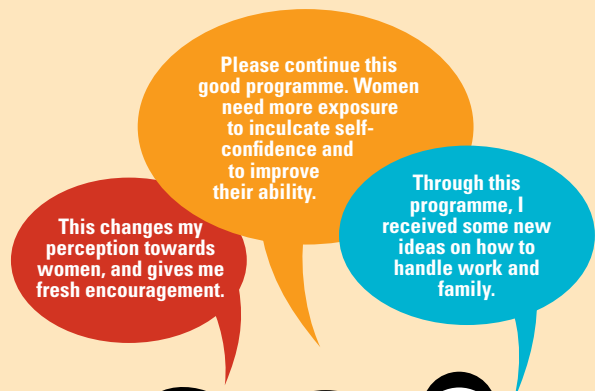 Please continue this
good programme. Women
need more exposure
to inculcate self-
confidence and
to improve
their ability.
This changes my
perception towards
women, and gives me
fresh encouragement.
Through this
programme, I
received some new
ideas on how to
handle work and
family.